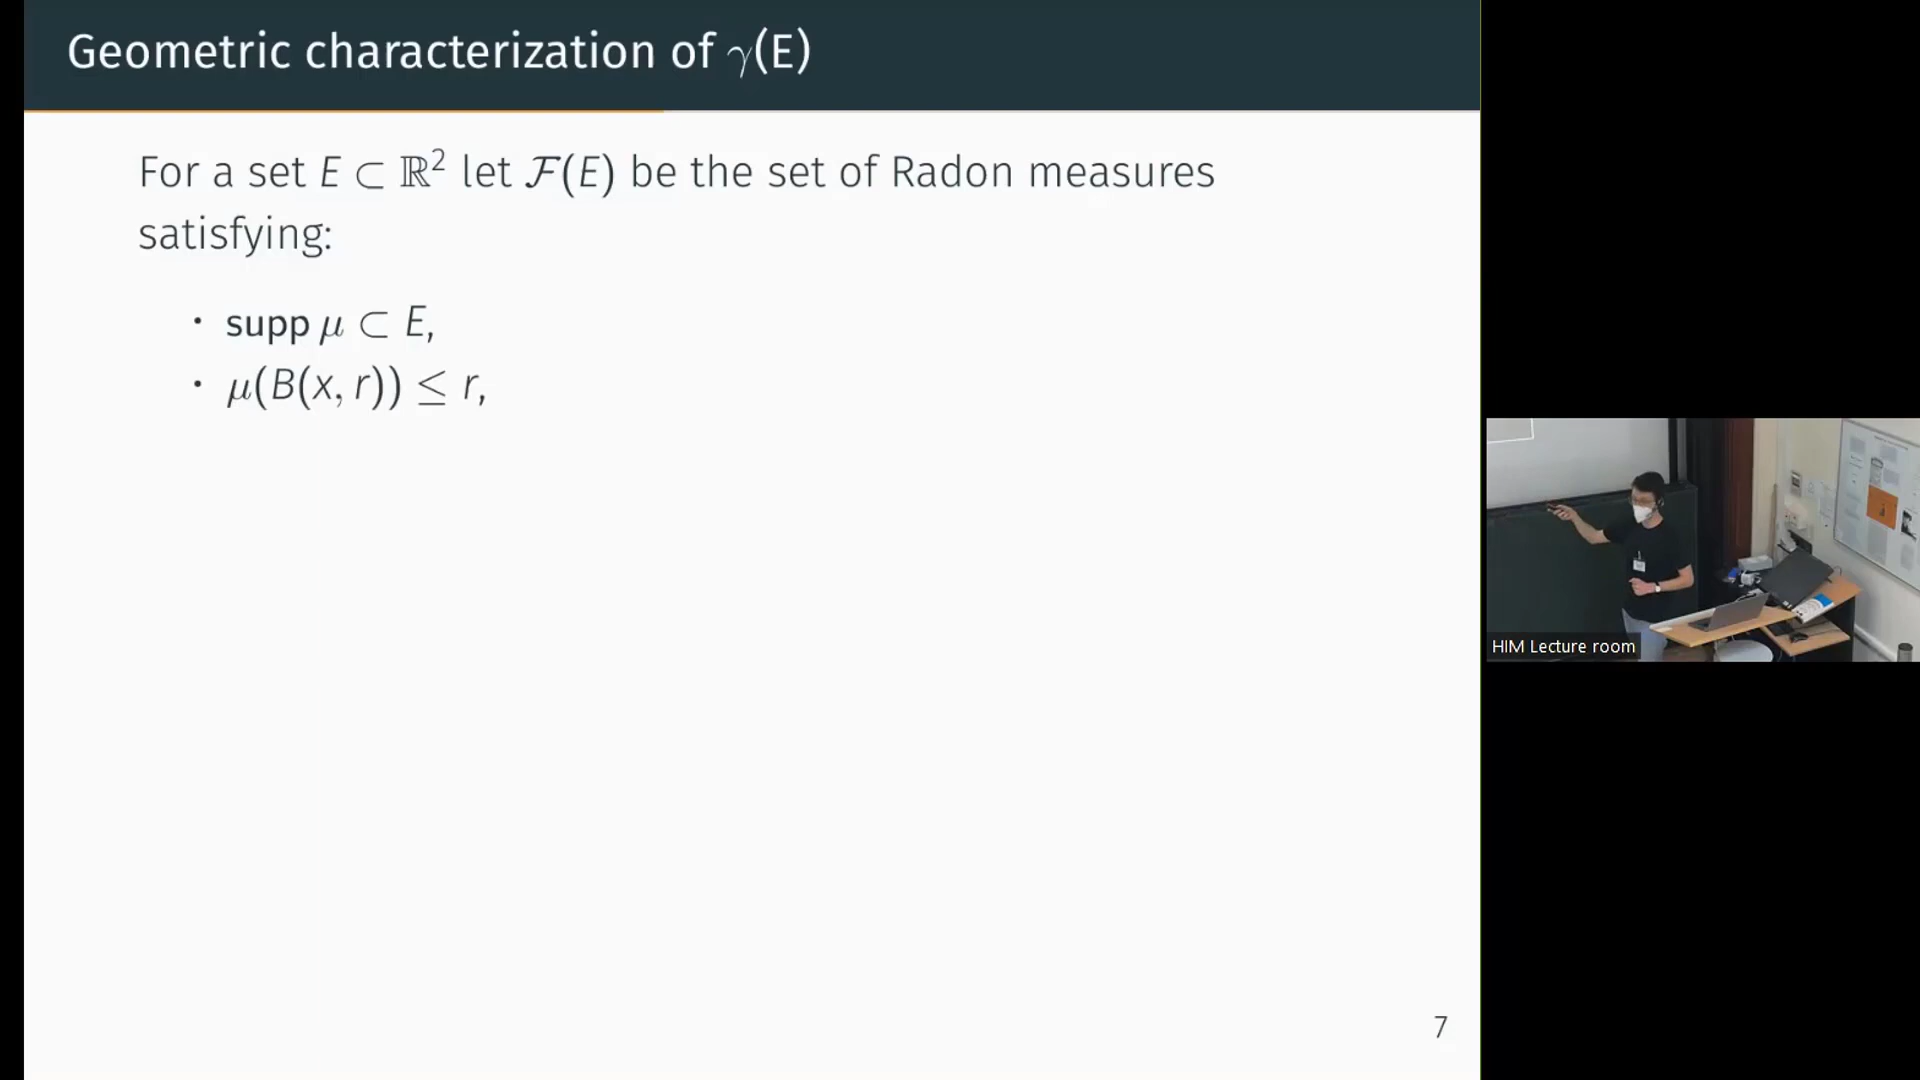 Geometric characterization of γ(E)
For a set E ⊂ ℝ² let ℱ(E) be the set of Radon measures
satisfying:
· supp μ ⊂ E,
· μ(B(x, r)) ≤ r,
7
HIM Lecture room